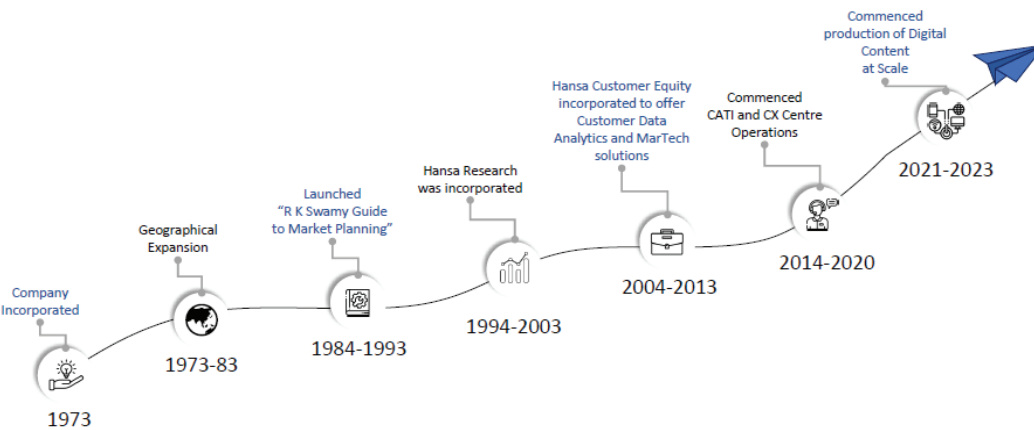 Company
Incorporated
1973
Geographical
Expansion
1973-83
Launched
“R K Swamy Guide
to Market Planning”
1984-1993
Hansa Research
was incorporated
1994-2003
Hansa Customer Equity
incorporated to offer
Customer Data
Analytics and MarTech
solutions
2004-2013
Commenced
CATI and CX Centre
Operations
2014-2020
Commenced
production of Digital
Content
at Scale
2021-2023